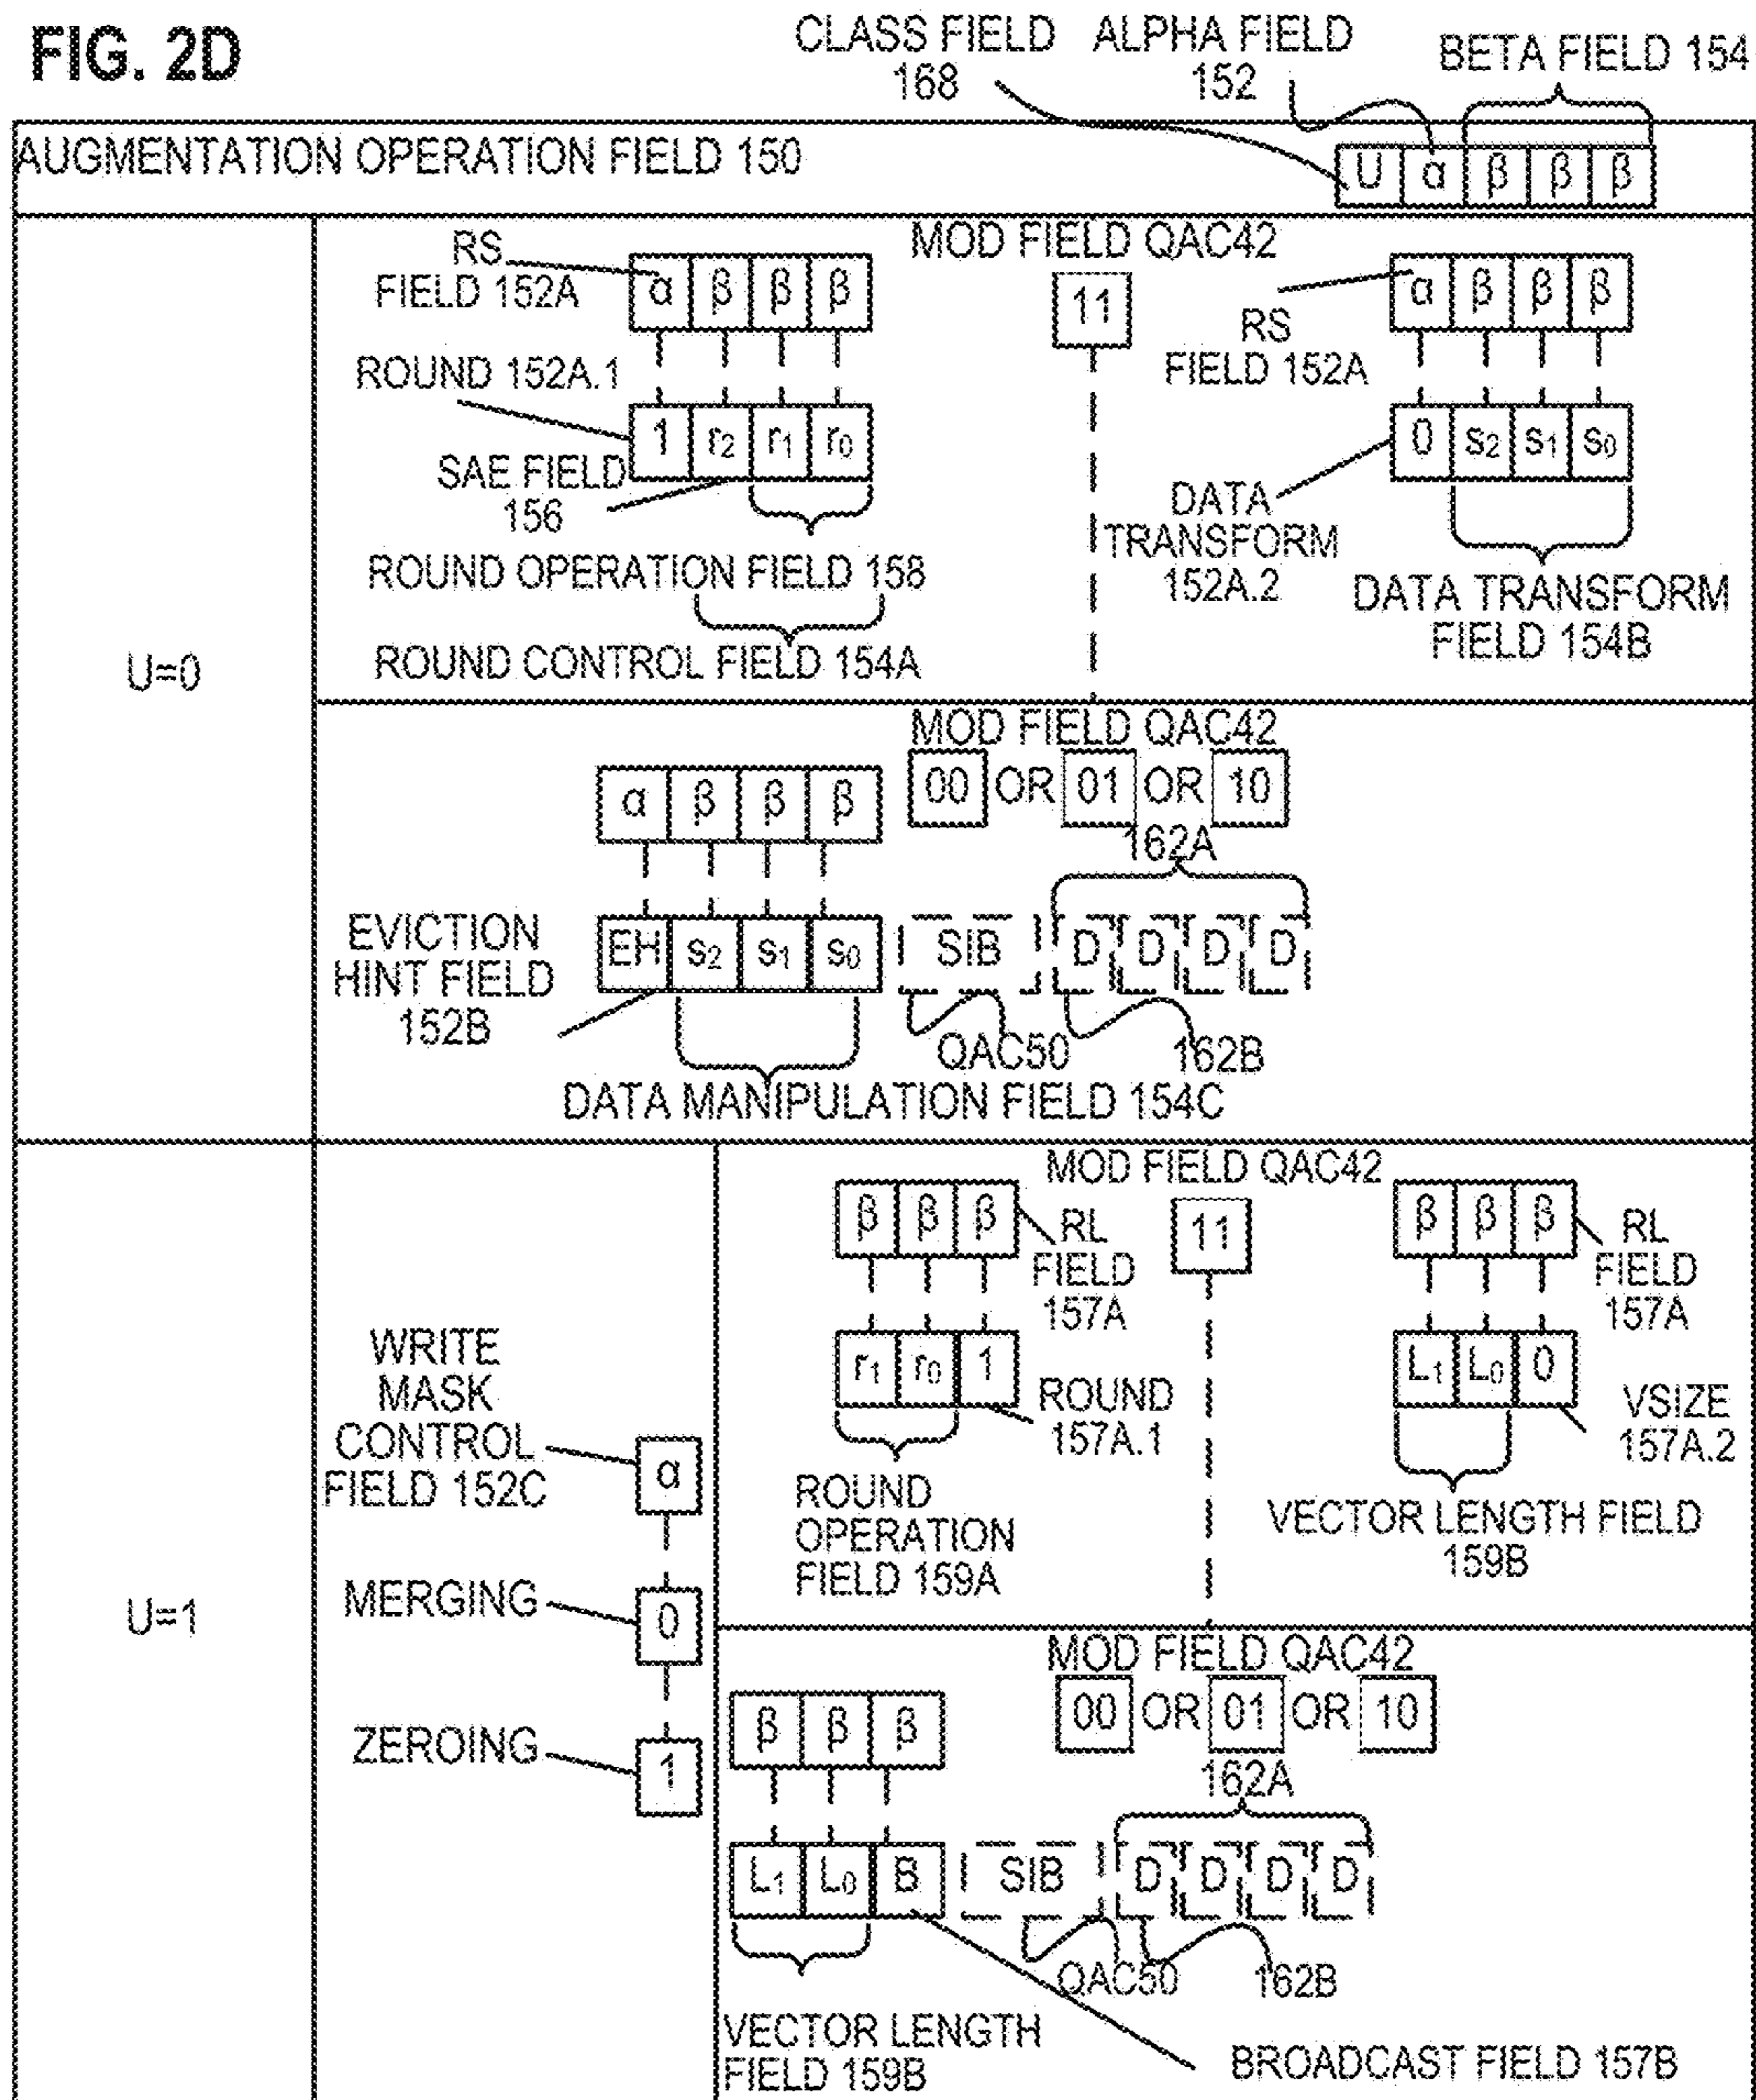 FIG. 2D
CLASS FIELD
168
ALPHA FIELD
152
BETA FIELD 154
AUGMENTATION OPERATION FIELD 150
U α β β β
U=0
MOD FIELD QAC42
11
RS
FIELD 152A
α β β β
ROUND 152A.1
1 r2 r1 r0
SAE FIELD
156
ROUND OPERATION FIELD 158
ROUND CONTROL FIELD 154A
α β β β
RS
FIELD 152A
0 s2 s1 s0
DATA
TRANSFORM
152A.2
DATA TRANSFORM
FIELD 154B
MOD FIELD QAC42
00 OR 01 OR 10
α β β β
162A
EVICTION
HINT FIELD
152B
EH s2 s1 s0 SIB D D D D
QAC50
162B
DATA MANIPULATION FIELD 154C
U=1
WRITE
MASK
CONTROL
FIELD 152C
α
MERGING
0
ZEROING
1
MOD FIELD QAC42
11
β β β
RL
FIELD
157A
r1 r0 1
ROUND
157A.1
ROUND
OPERATION
FIELD 159A
β β β
RL
FIELD
157A
L1 L0 0
VSIZE
157A.2
VECTOR LENGTH FIELD
159B
MOD FIELD QAC42
00 OR 01 OR 10
β β β
162A
L1 L0 B SIB D D D D
QAC50
162B
VECTOR LENGTH
FIELD 159B
BROADCAST FIELD 157B